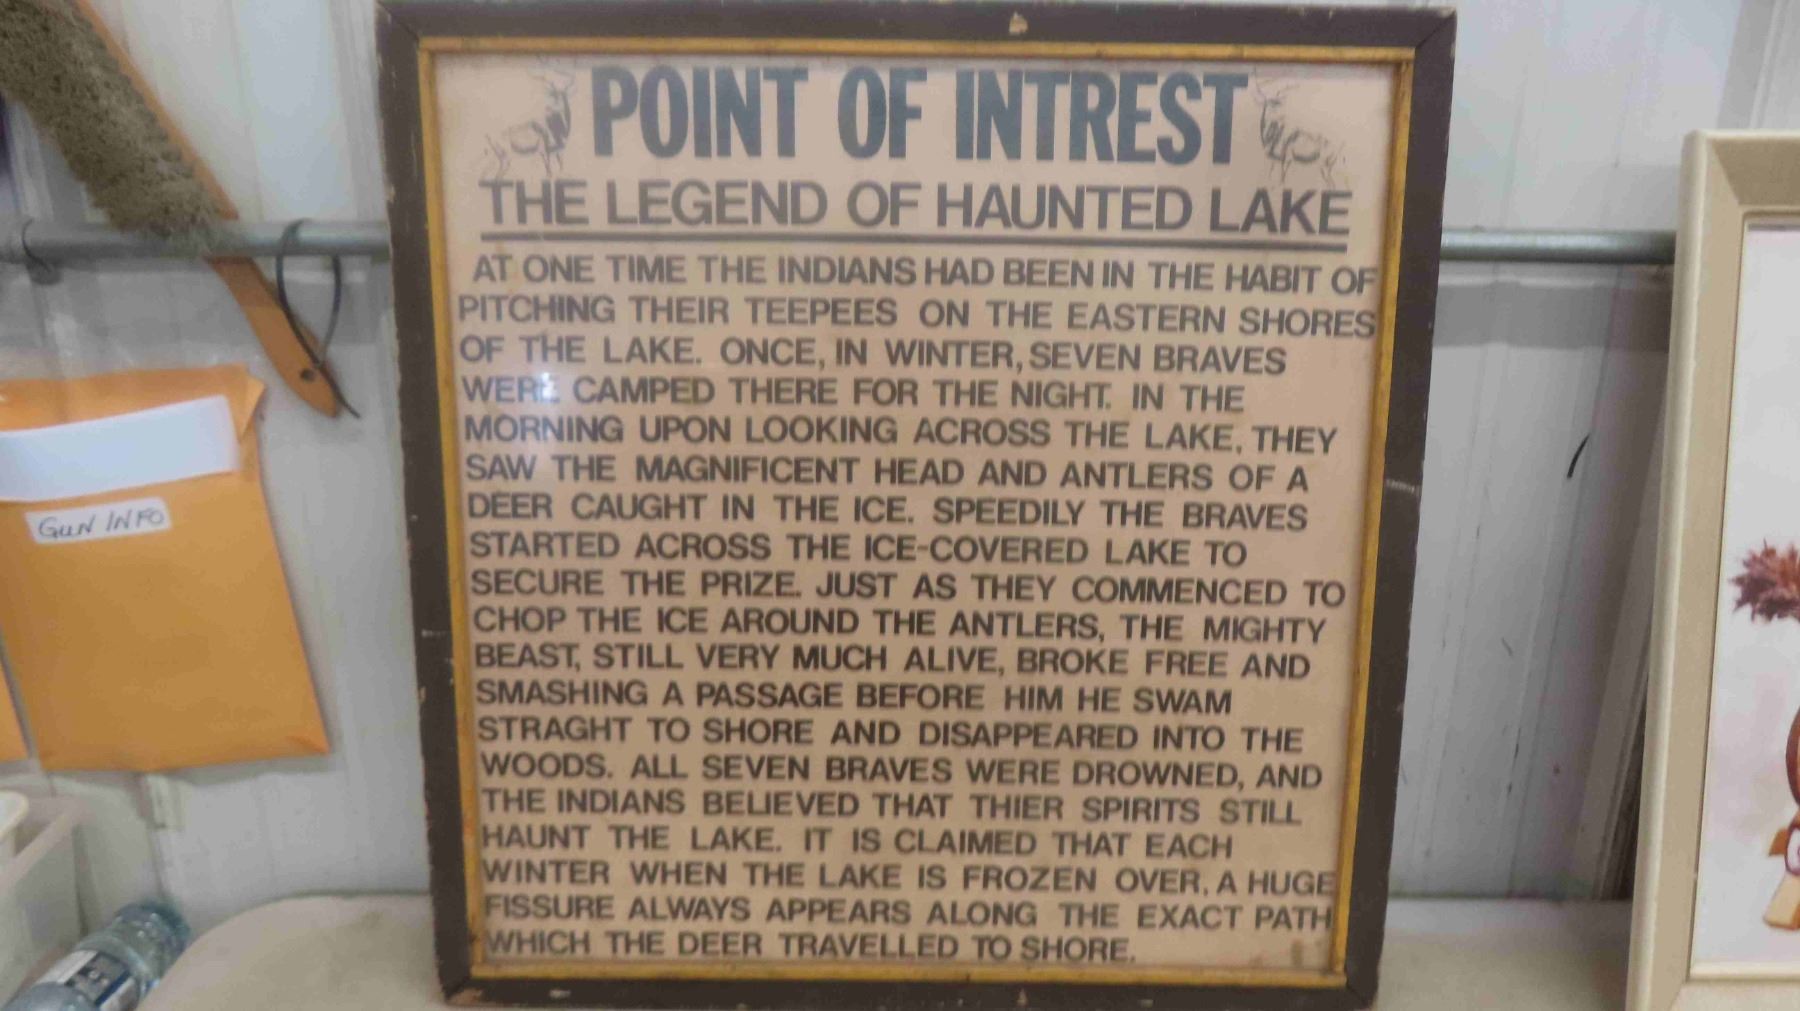 POINT OF INTREST
THE LEGEND OF HAUNTED LAKE
AT ONE TIME THE INDIANS HAD BEEN IN THE HABIT OF
PITCHING THEIR TEEPEES ON THE EASTERN SHORES
OF THE LAKE. ONCE, IN WINTER, SEVEN BRAVES
WERE CAMPED THERE FOR THE NIGHT. IN THE
MORNING UPON LOOKING ACROSS THE LAKE, THEY
SAW THE MAGNIFICENT HEAD AND ANTLERS OF A
DEER CAUGHT IN THE ICE. SPEEDILY THE BRAVES
STARTED ACROSS THE ICE-COVERED LAKE TO
SECURE THE PRIZE. JUST AS THEY COMMENCED TO
CHOP THE ICE AROUND THE ANTLERS, THE MIGHTY
BEAST, STILL VERY MUCH ALIVE, BROKE FREE AND
SMASHING A PASSAGE BEFORE HIM HE SWAM
STRAGHT TO SHORE AND DISAPPEARED INTO THE
WOODS. ALL SEVEN BRAVES WERE DROWNED, AND
THE INDIANS BELIEVED THAT THIER SPIRITS STILL
HAUNT THE LAKE. IT IS CLAIMED THAT EACH
WINTER WHEN THE LAKE IS FROZEN OVER, A HUGE
FISSURE ALWAYS APPEARS ALONG THE EXACT PATH
WHICH THE DEER TRAVELLED TO SHORE.
GUN INFO